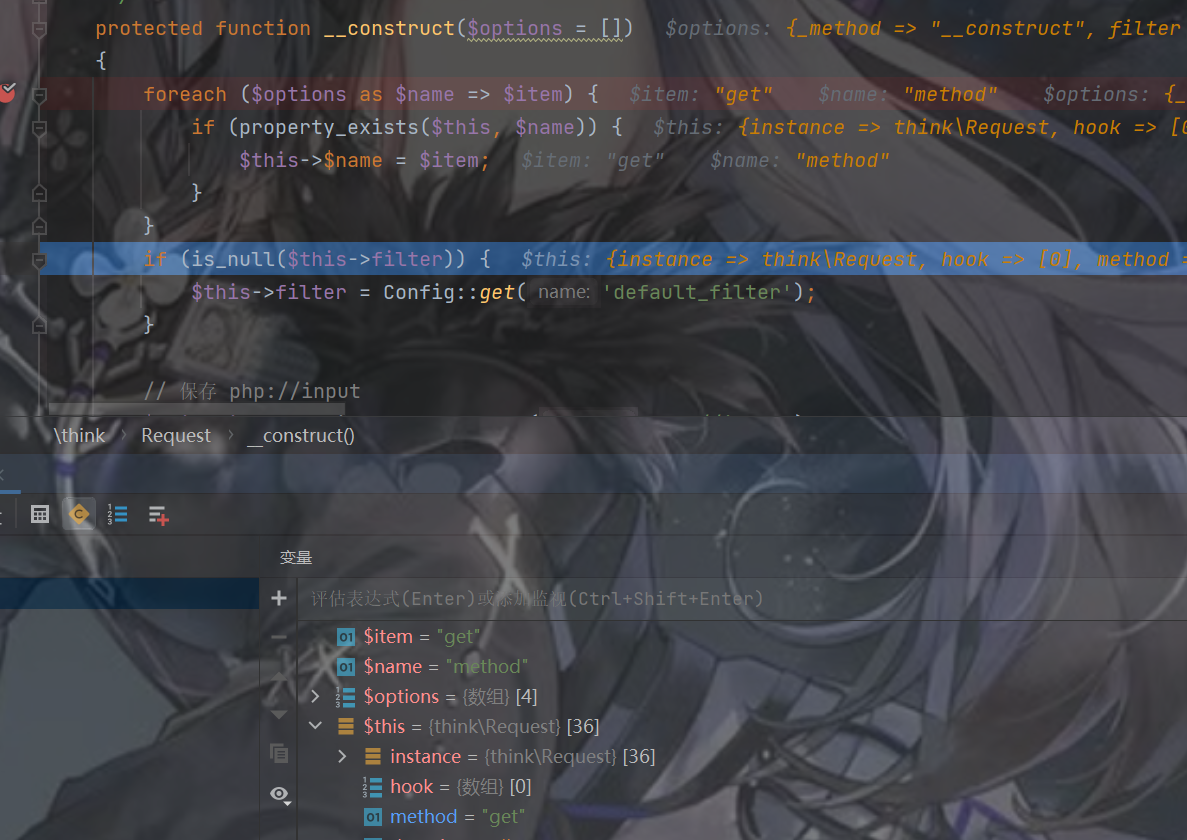 protected function __construct($options = []) $options: {_method => "__construct", filter
{
foreach ($options as $name => $item) { $item: "get" $name: "method" $options: {_
if (property_exists($this, $name)) { $this: {instance => think\Request, hook => [0
$this->$name = $item; $item: "get" $name: "method"
}
}
if (is_null($this->filter)) { $this: {instance => think\Request, hook => [0], method =
$this->filter = Config::get( name: 'default_filter');
}
// 保存 php://input
\think › Request › __construct()
变量
评估表达式(Enter)或添加监视(Ctrl+Shift+Enter)
01 $item = "get"
01 $name = "method"
$options = {数组} [4]
$this = {think\Request} [36]
instance = {think\Request} [36]
hook = {数组} [0]
01 method = "get"